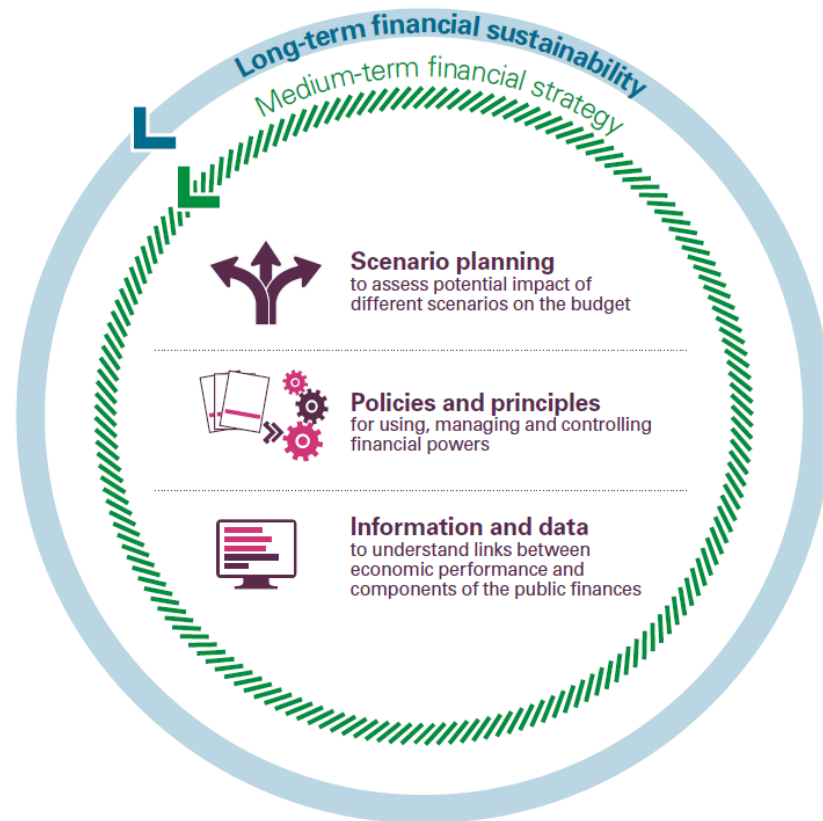 Long-term financial sustainability
Medium-term financial strategy
Scenario planning
to assess potential impact of
different scenarios on the budget
Policies and principles
for using, managing and controlling
financial powers
Information and data
to understand links between
economic performance and
components of the public finances